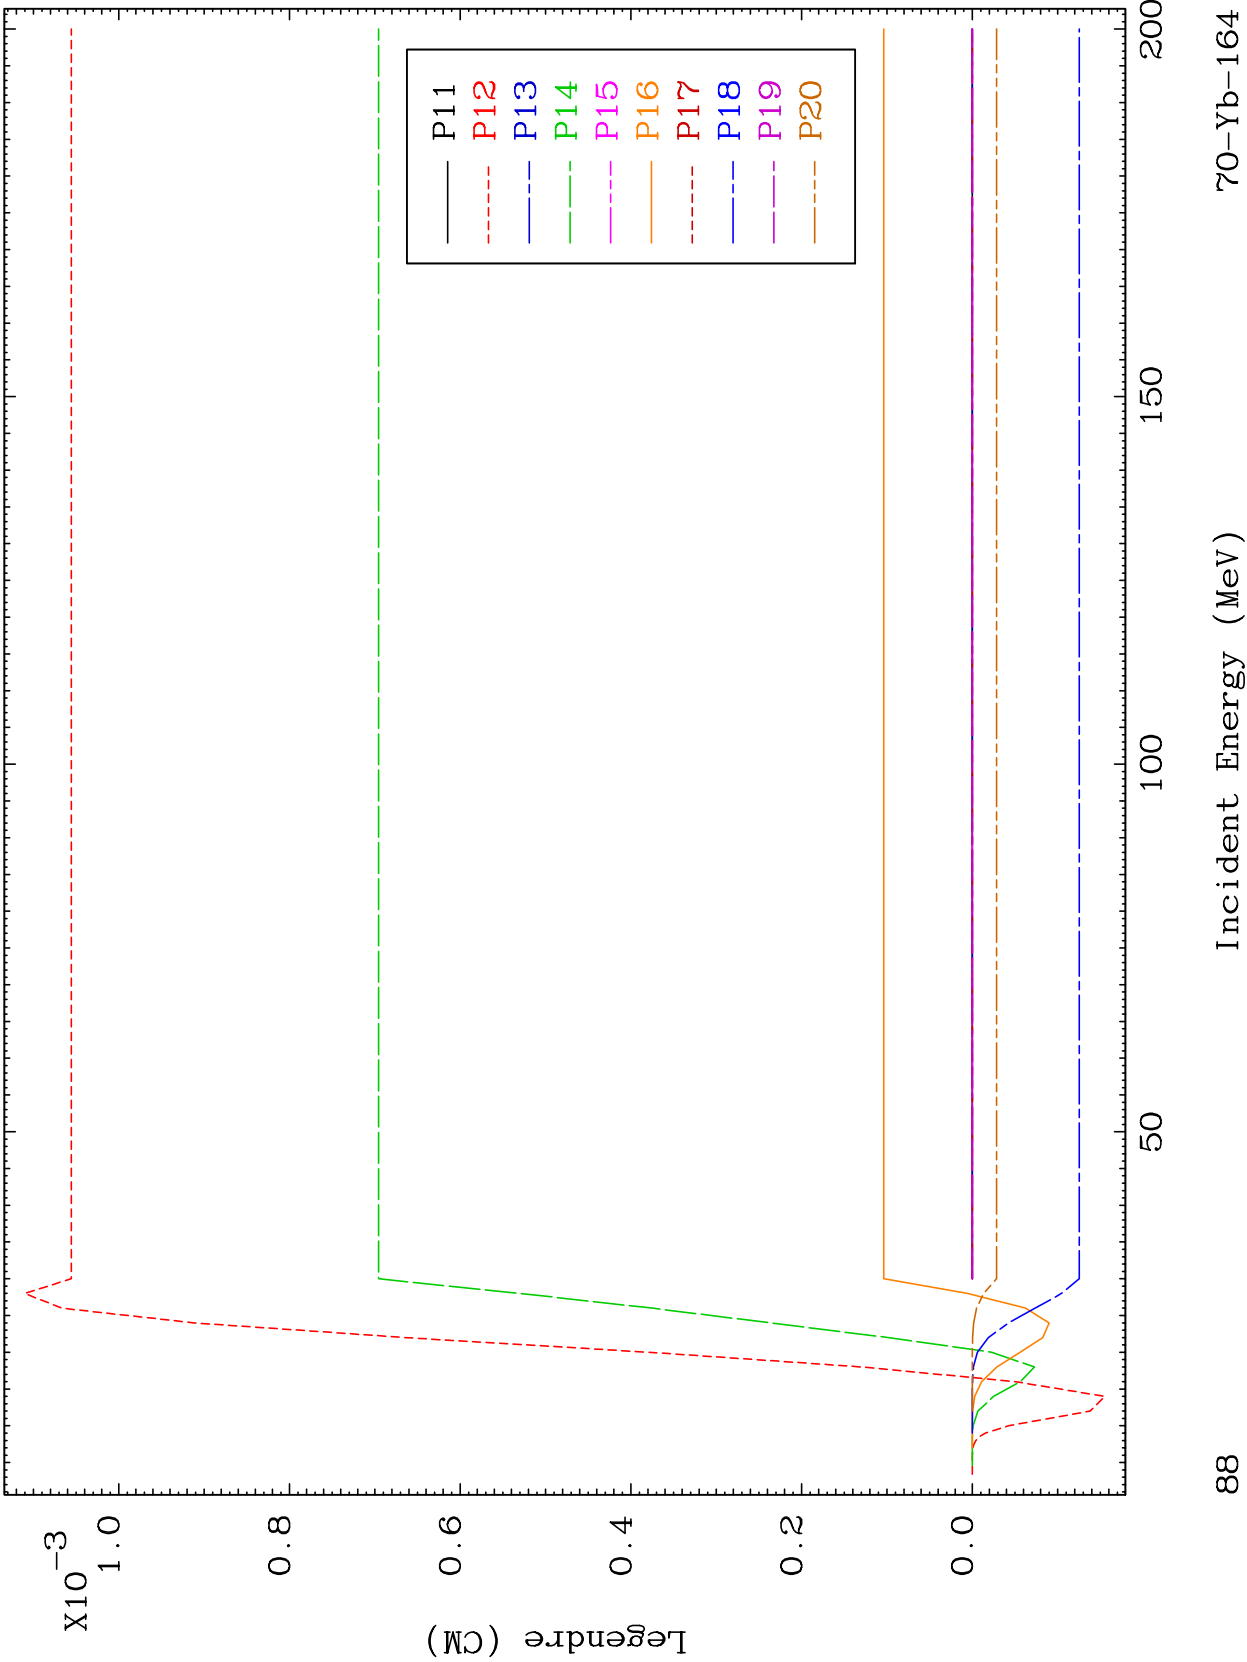 X10-3
1.0
0.8
0.6
0.4
0.2
0.0
Legendre (CM)
P11
P12
P13
P14
P15
P16
P17
P18
P19
P20
50
100
150
200
88
Incident Energy (MeV)
70-Yb-164